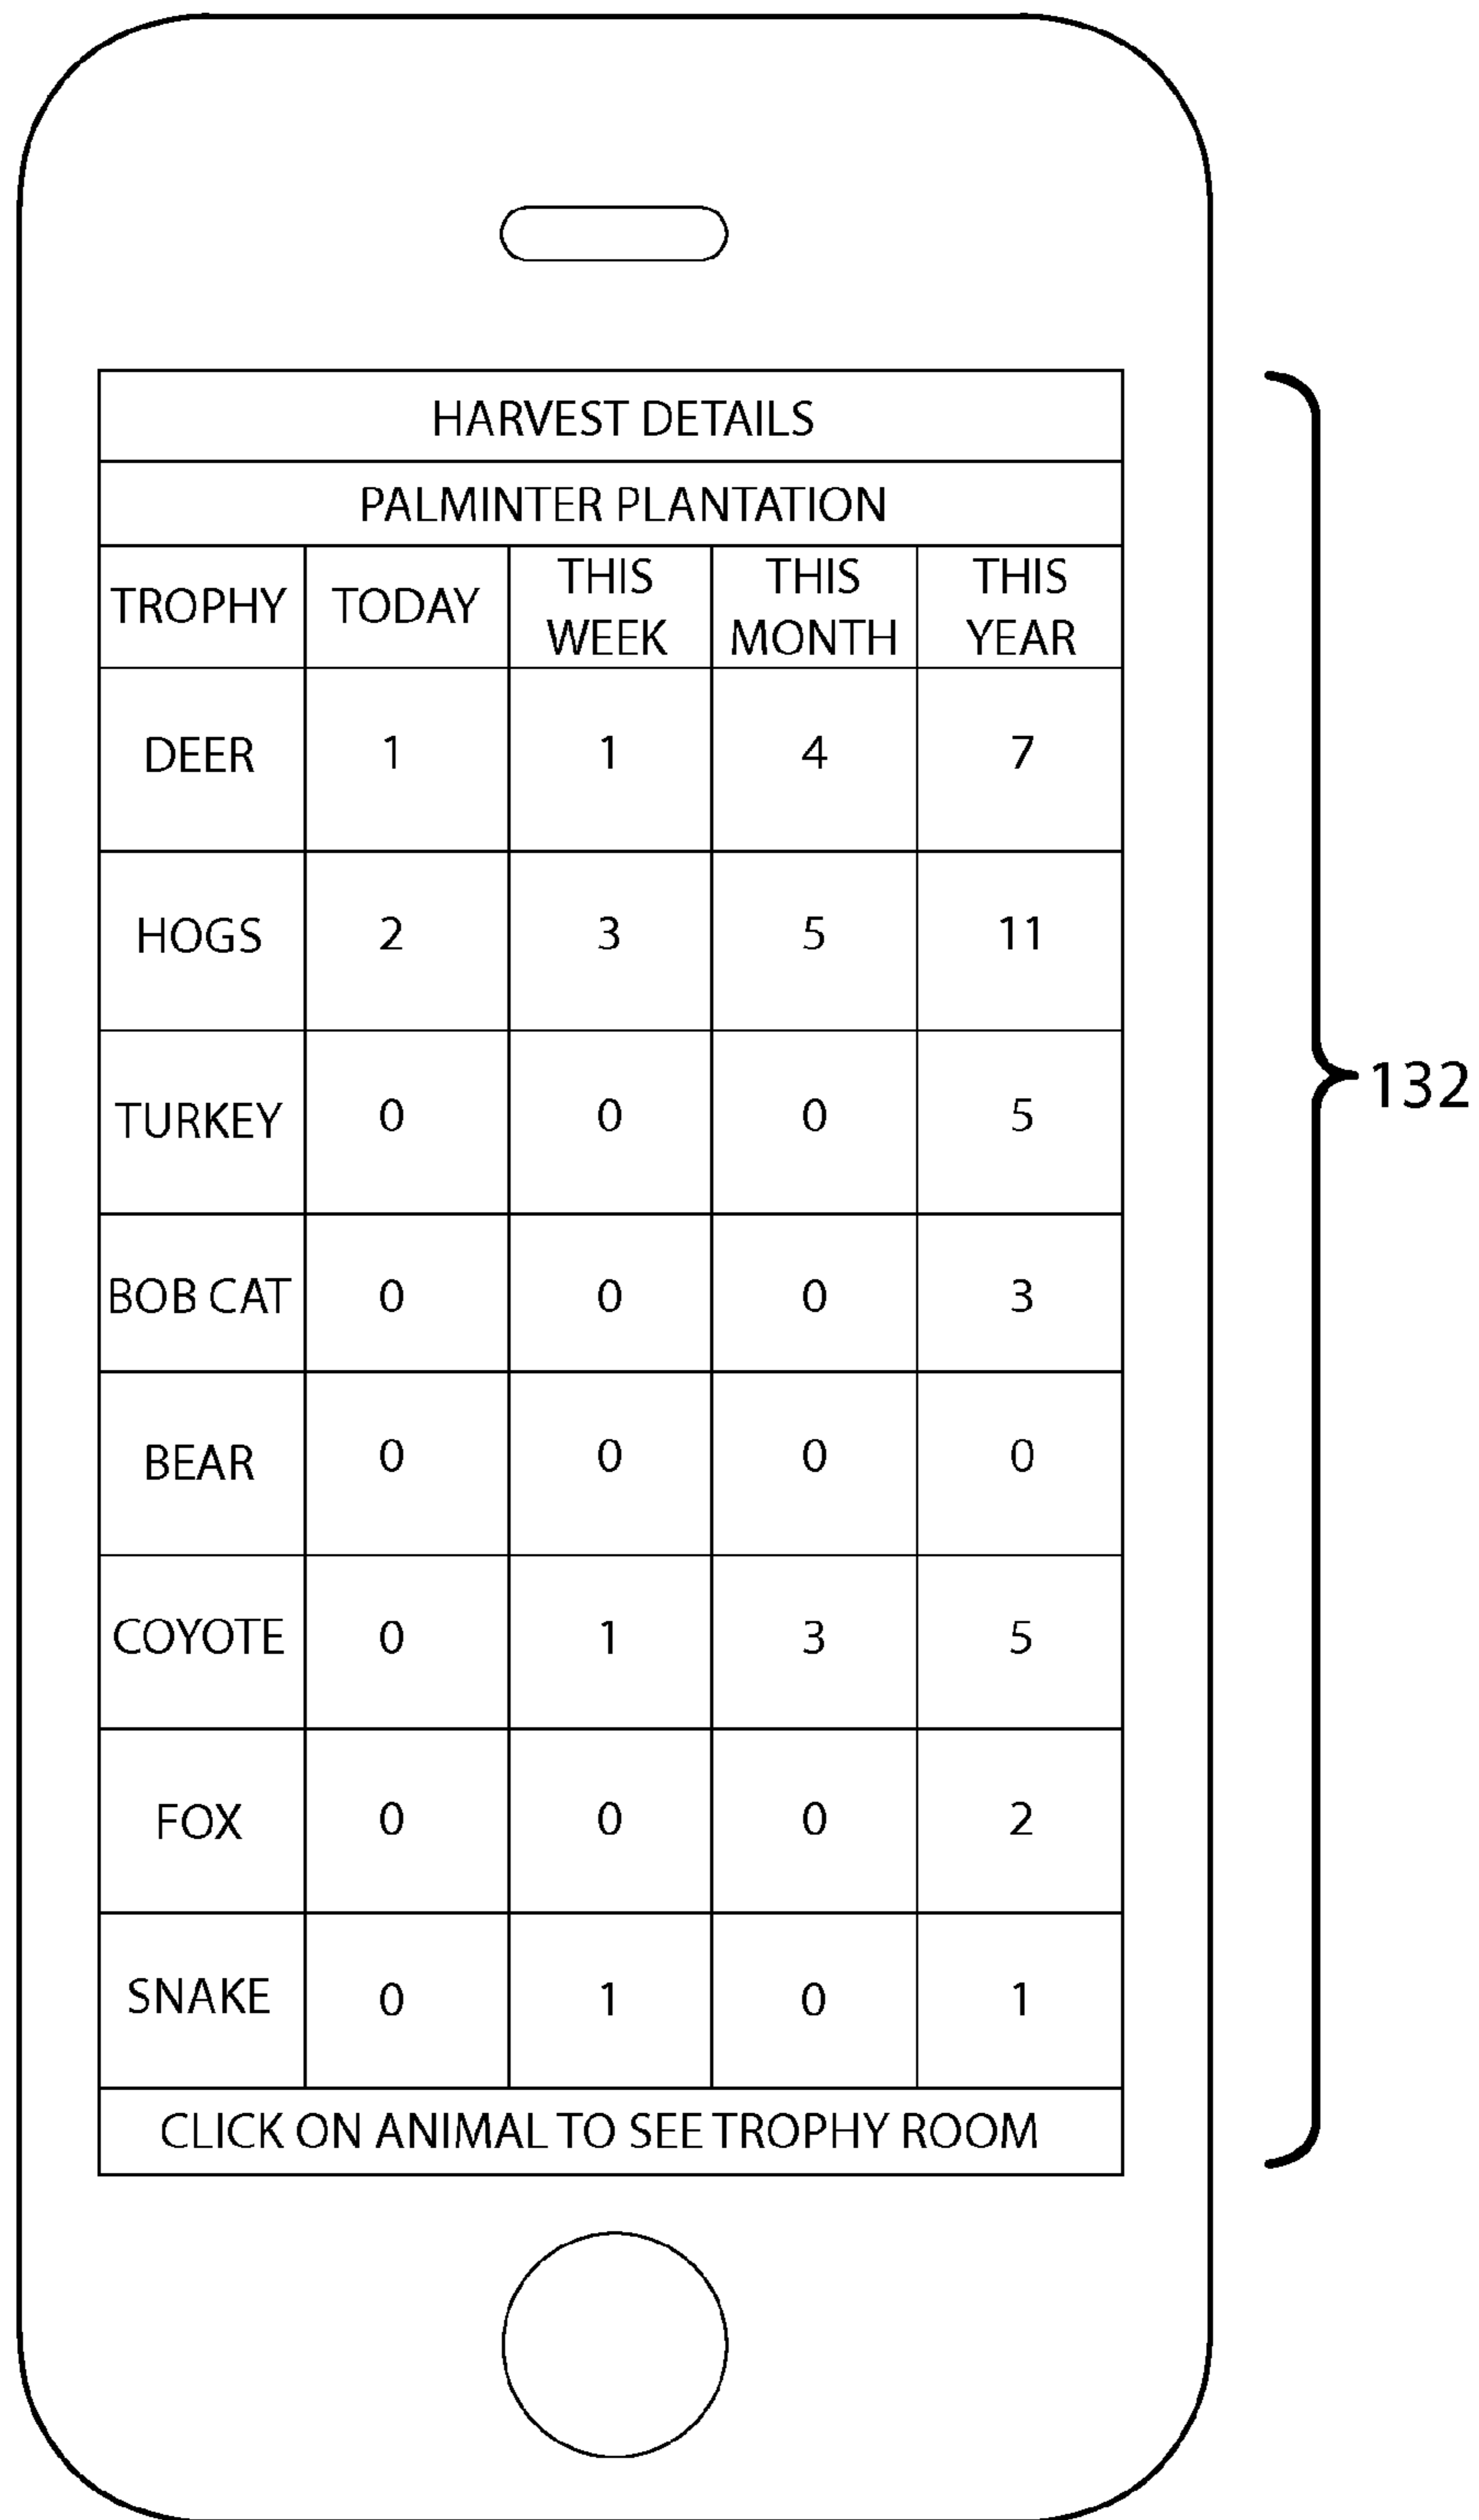 HARVEST DETAILS
PALMINTER PLANTATION
TROPHY TODAY THIS WEEK THIS MONTH THIS YEAR
DEER 1 1 4 7
HOGS 2 3 5 11
TURKEY 0 0 0 5
BOB CAT 0 0 0 3
BEAR 0 0 0 0
COYOTE 0 1 3 5
FOX 0 0 0 2
SNAKE 0 1 0 1
CLICK ON ANIMAL TO SEE TROPHY ROOM
132